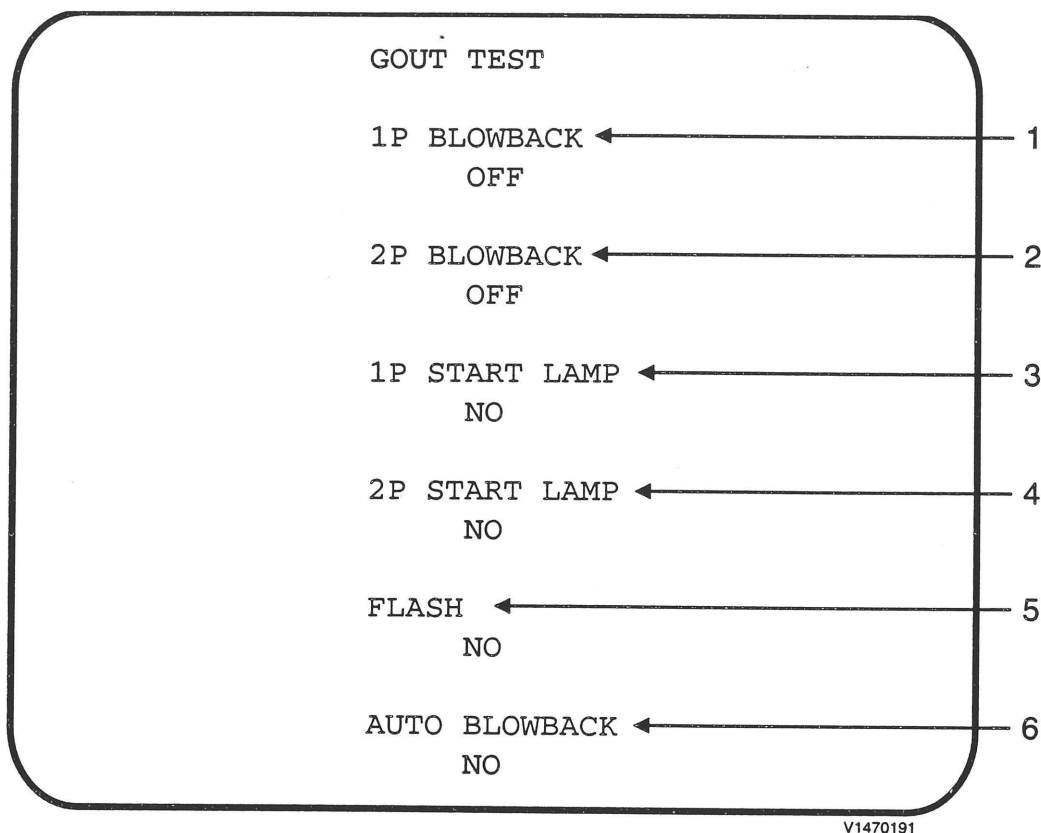 GOUT TEST
1P BLOWBACK 1
OFF
2P BLOWBACK 2
OFF
1P START LAMP 3
NO
2P START LAMP 4
NO
FLASH 5
NO
AUTO BLOWBACK 6
NO
V1470191